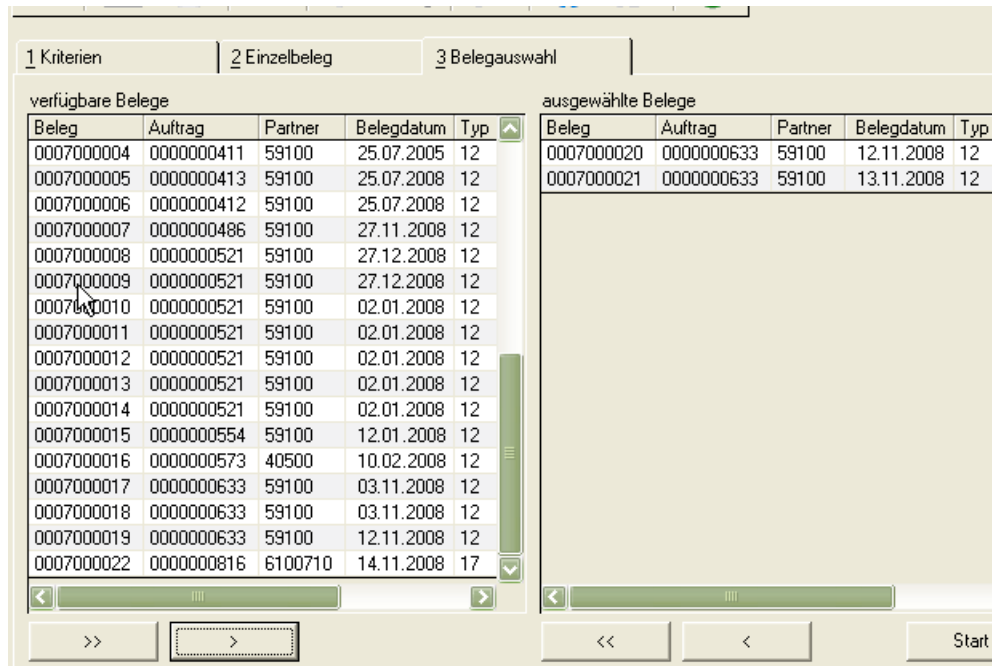 1 Kriterien 2 Einzelbeleg 3 Belegauswahl
verfügbare Belege
Beleg Auftrag Partner Belegdatum Typ
0007000004 0000000411 59100 25.07.2005 12
0007000005 0000000413 59100 25.07.2008 12
0007000006 0000000412 59100 25.07.2008 12
0007000007 0000000486 59100 27.11.2008 12
0007000008 0000000521 59100 27.12.2008 12
0007000009 0000000521 59100 27.12.2008 12
0007000010 0000000521 59100 02.01.2008 12
0007000011 0000000521 59100 02.01.2008 12
0007000012 0000000521 59100 02.01.2008 12
0007000013 0000000521 59100 02.01.2008 12
0007000014 0000000521 59100 02.01.2008 12
0007000015 0000000554 59100 12.01.2008 12
0007000016 0000000573 40500 10.02.2008 12
0007000017 0000000633 59100 03.11.2008 12
0007000018 0000000633 59100 03.11.2008 12
0007000019 0000000633 59100 12.11.2008 12
0007000022 0000000816 6100710 14.11.2008 17
>> >
ausgewählte Belege
Beleg Auftrag Partner Belegdatum Typ
0007000020 0000000633 59100 12.11.2008 12
0007000021 0000000633 59100 13.11.2008 12
<< < Start